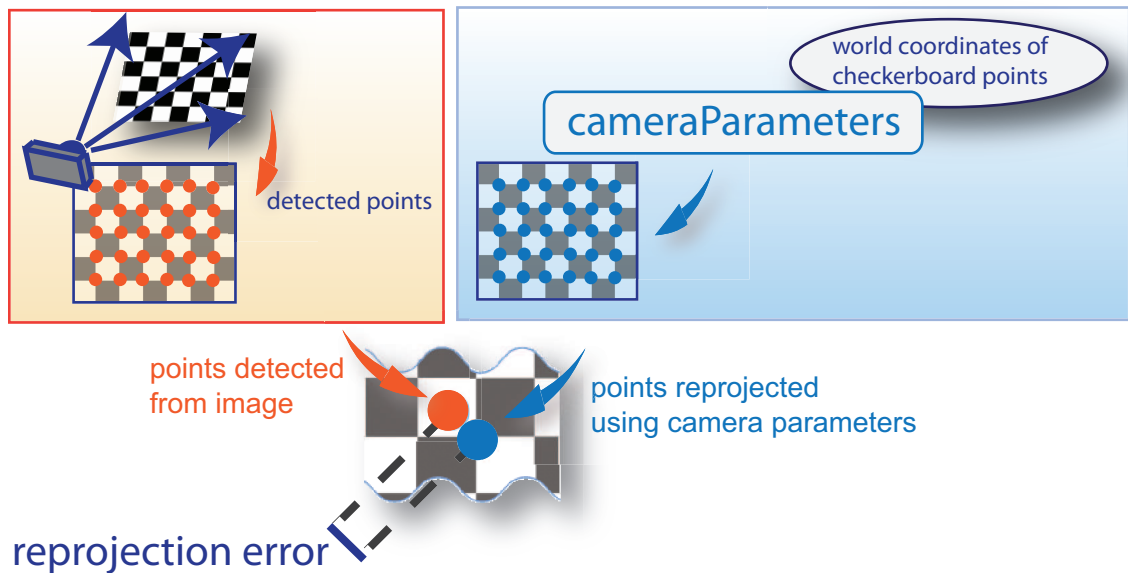 world coordinates of
checkerboard points
cameraParameters
detected points
points detected
from image
points reprojected
using camera parameters
reprojection error